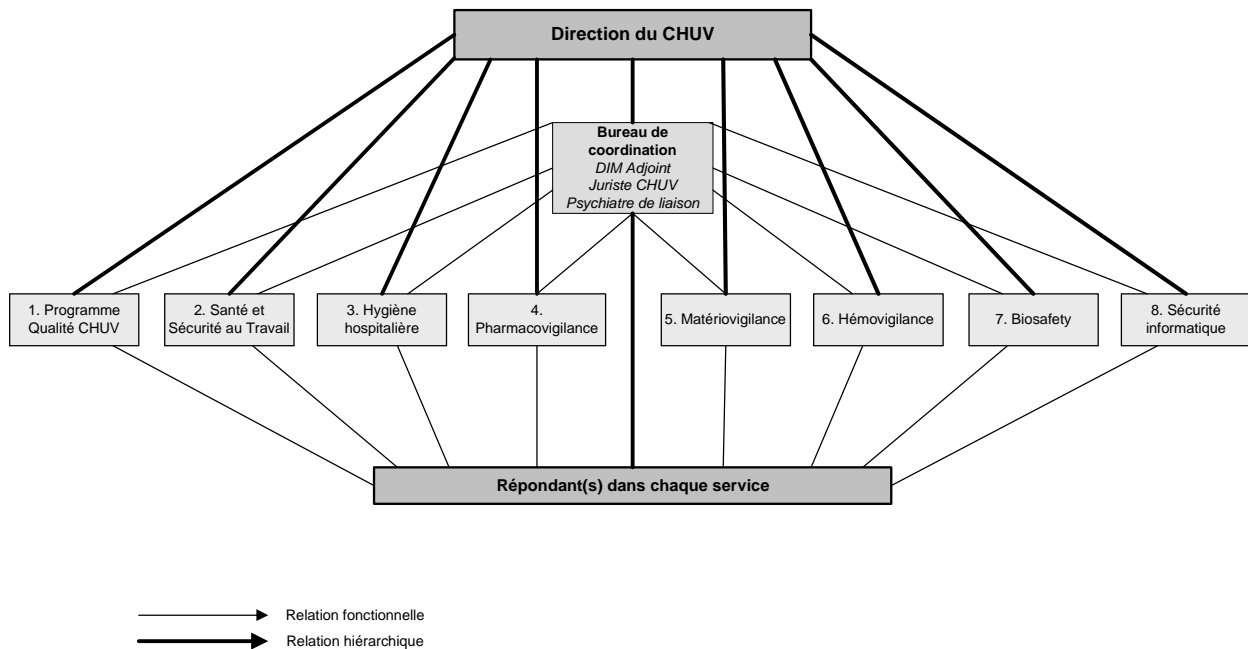 Direction du CHUV
Bureau de
coordination
DIM Adjoint
Juriste CHUV
Psychiatre de liaison
1. Programme
Qualité CHUV
2. Santé et
Sécurité au Travail
3. Hygiène
hospitalière
4.
Pharmacovigilance
5. Matériovigilance
6. Hémovigilance
7. Biosafety
8. Sécurité
informatique
Répondant(s) dans chaque service
Relation fonctionnelle
Relation hiérarchique